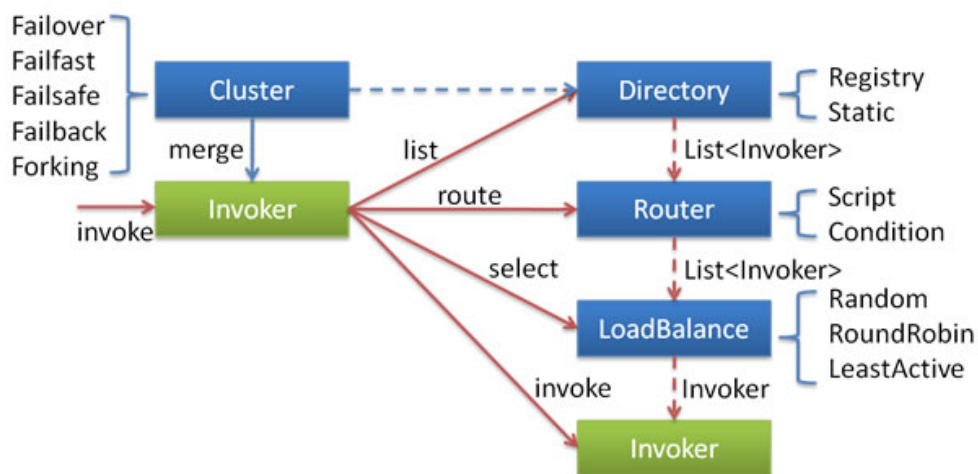 Failover
Failfast
Failsafe
Failback
Forking
Cluster
Directory
Registry
Static
merge
list
List<Invoker>
invoke
Invoker
route
Router
Script
Condition
select
List<Invoker>
LoadBalance
Random
RoundRobin
LeastActive
invoke
Invoker
Invoker